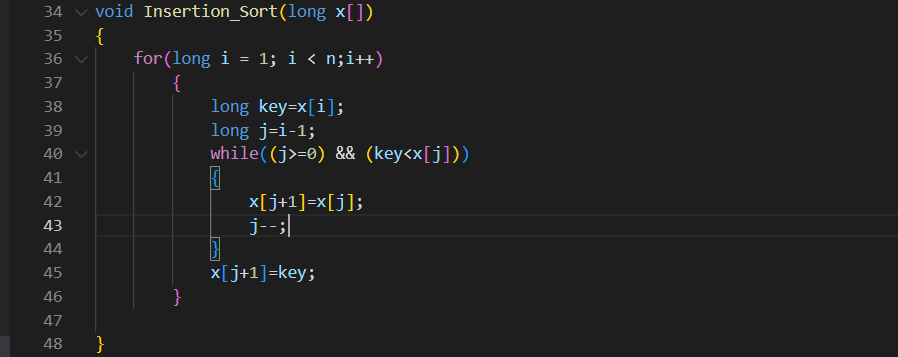 34 void Insertion_Sort(long x[])
35 {
36     for(long i = 1; i < n;i++)
37         {
38             long key=x[i];
39             long j=i-1;
40             while((j>=0) && (key<x[j]))
41             {
42                 x[j+1]=x[j];
43                 j--;
44             }
45             x[j+1]=key;
46         }
47
48 }